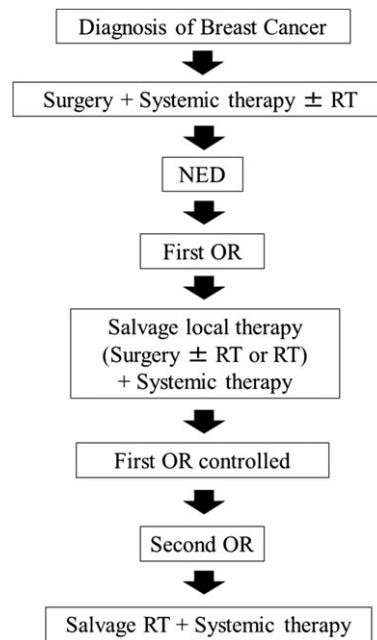 Diagnosis of Breast Cancer
Surgery + Systemic therapy ± RT
NED
First OR
Salvage local therapy
(Surgery ± RT or RT)
+ Systemic therapy
First OR controlled
Second OR
Salvage RT + Systemic therapy